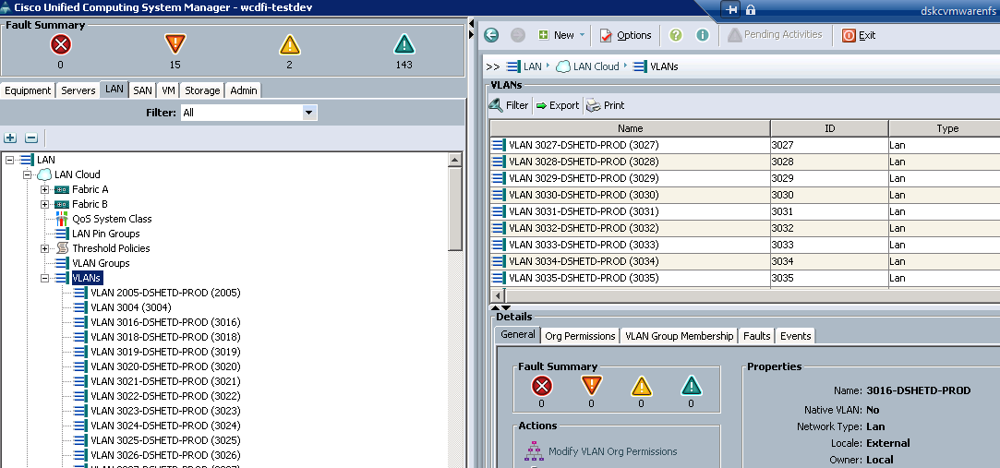 Cisco Unified Computing System Manager - wcdfi-testdev
dskcvmwarenfs
Fault Summary
0 15 2 143
Equipment Servers LAN SAN VM Storage Admin
Filter: All
LAN
LAN Cloud
Fabric A
Fabric B
QoS System Class
LAN Pin Groups
Threshold Policies
VLAN Groups
VLANs
VLAN 2005-DSHETD-PROD (2005)
VLAN 3004 (3004)
VLAN 3016-DSHETD-PROD (3016)
VLAN 3018-DSHETD-PROD (3018)
VLAN 3019-DSHETD-PROD (3019)
VLAN 3020-DSHETD-PROD (3020)
VLAN 3021-DSHETD-PROD (3021)
VLAN 3022-DSHETD-PROD (3022)
VLAN 3023-DSHETD-PROD (3023)
VLAN 3024-DSHETD-PROD (3024)
VLAN 3025-DSHETD-PROD (3025)
VLAN 3026-DSHETD-PROD (3026)
New Options Pending Activities Exit
>> LAN LAN Cloud VLANs
VLANs
Filter Export Print
Name ID Type
VLAN 3027-DSHETD-PROD (3027) 3027 Lan
VLAN 3028-DSHETD-PROD (3028) 3028 Lan
VLAN 3029-DSHETD-PROD (3029) 3029 Lan
VLAN 3030-DSHETD-PROD (3030) 3030 Lan
VLAN 3031-DSHETD-PROD (3031) 3031 Lan
VLAN 3032-DSHETD-PROD (3032) 3032 Lan
VLAN 3033-DSHETD-PROD (3033) 3033 Lan
VLAN 3034-DSHETD-PROD (3034) 3034 Lan
VLAN 3035-DSHETD-PROD (3035) 3035 Lan
Details
General Org Permissions VLAN Group Membership Faults Events
Fault Summary
0 0 0 0
Actions
Modify VLAN Org Permissions
Properties
Name: 3016-DSHETD-PROD
Native VLAN: No
Network Type: Lan
Locale: External
Owner: Local